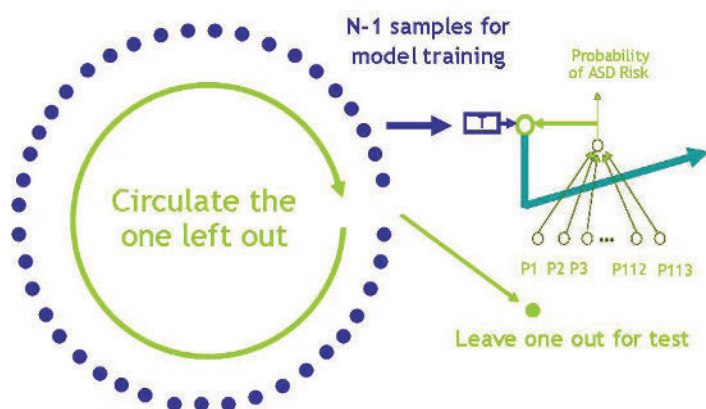 N-1 samples for
model training
Probability
of ASD Risk
Circulate the
one left out
P1 P2 P3 ... P112 P113
Leave one out for test